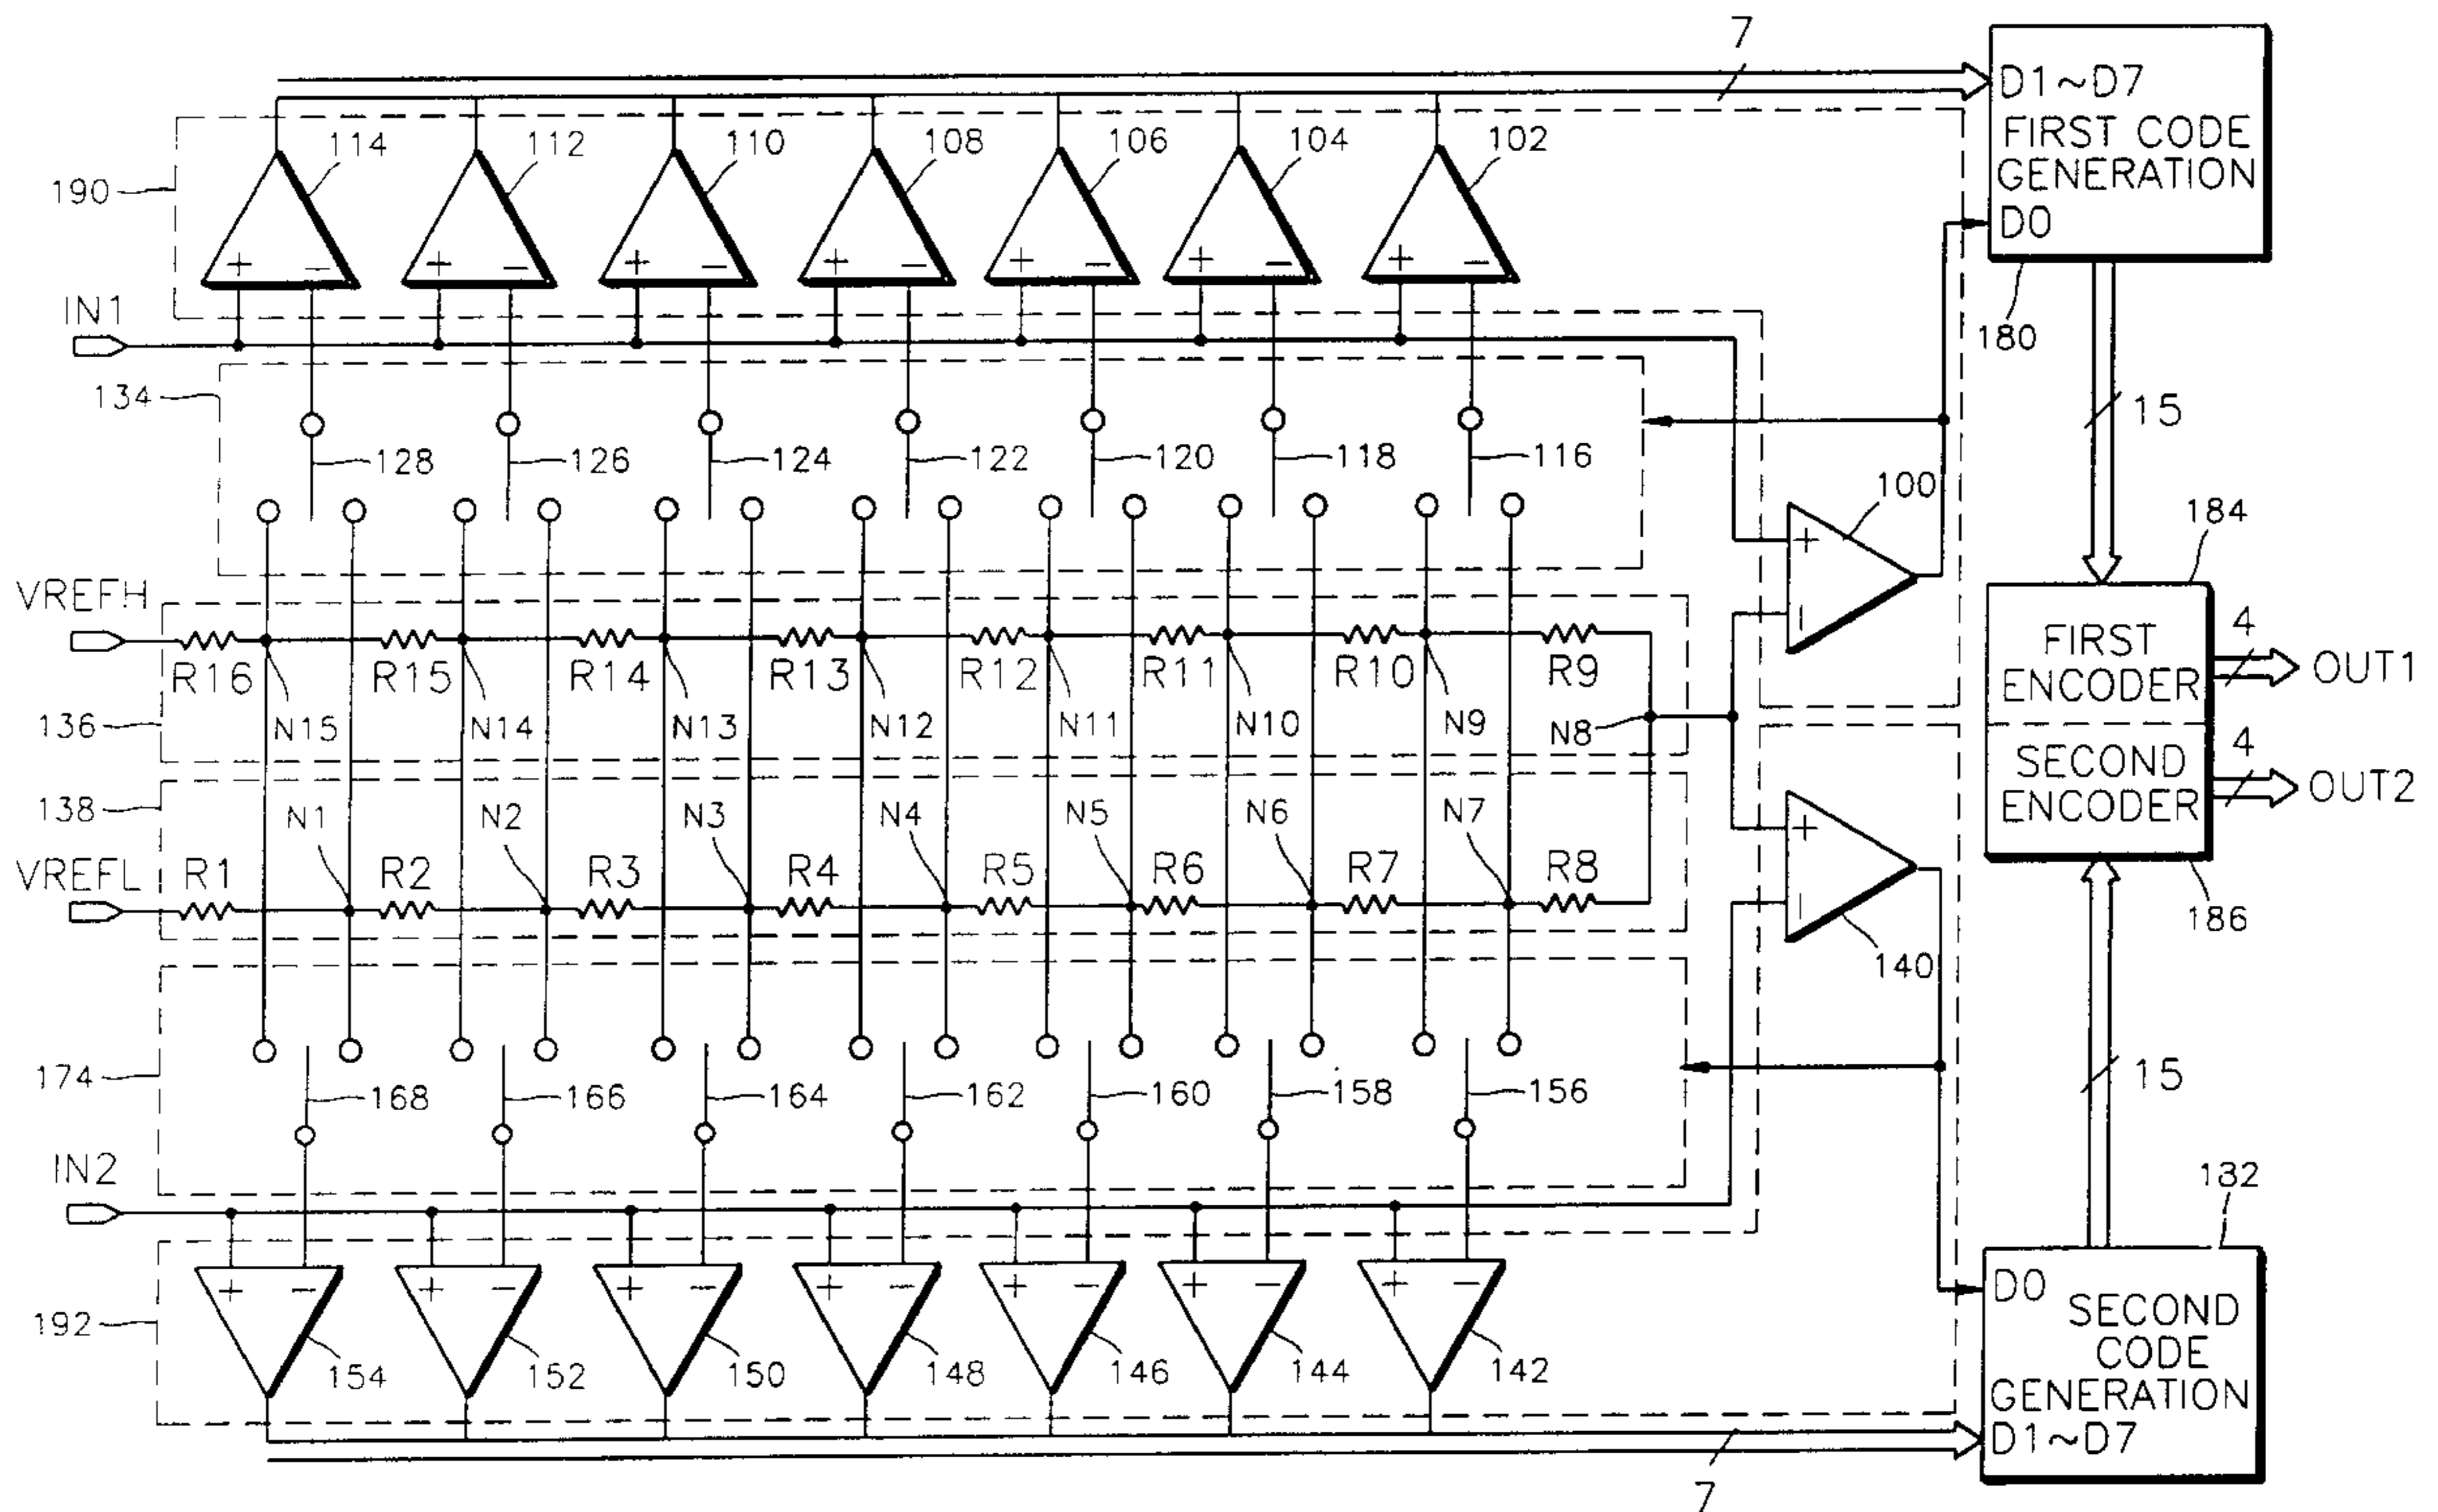 7
D1~D7
FIRST CODE
GENERATION
D0
180
190
114
112
110
108
106
104
102
IN1
134
128
126
124
122
120
118
116
15
100
184
VREFH
R16
R15
R14
R13
R12
R11
R10
R9
136
N15
N14
N13
N12
N11
N10
N9
N8
FIRST
ENCODER
4
OUT1
SECOND
ENCODER
4
OUT2
138
N1
N2
N3
N4
N5
N6
N7
VREFL
R1
R2
R3
R4
R5
R6
R7
R8
186
140
174
168
166
164
162
160
158
156
15
IN2
182
192
154
152
150
148
146
144
142
D0
SECOND
CODE
GENERATION
D1~D7
7